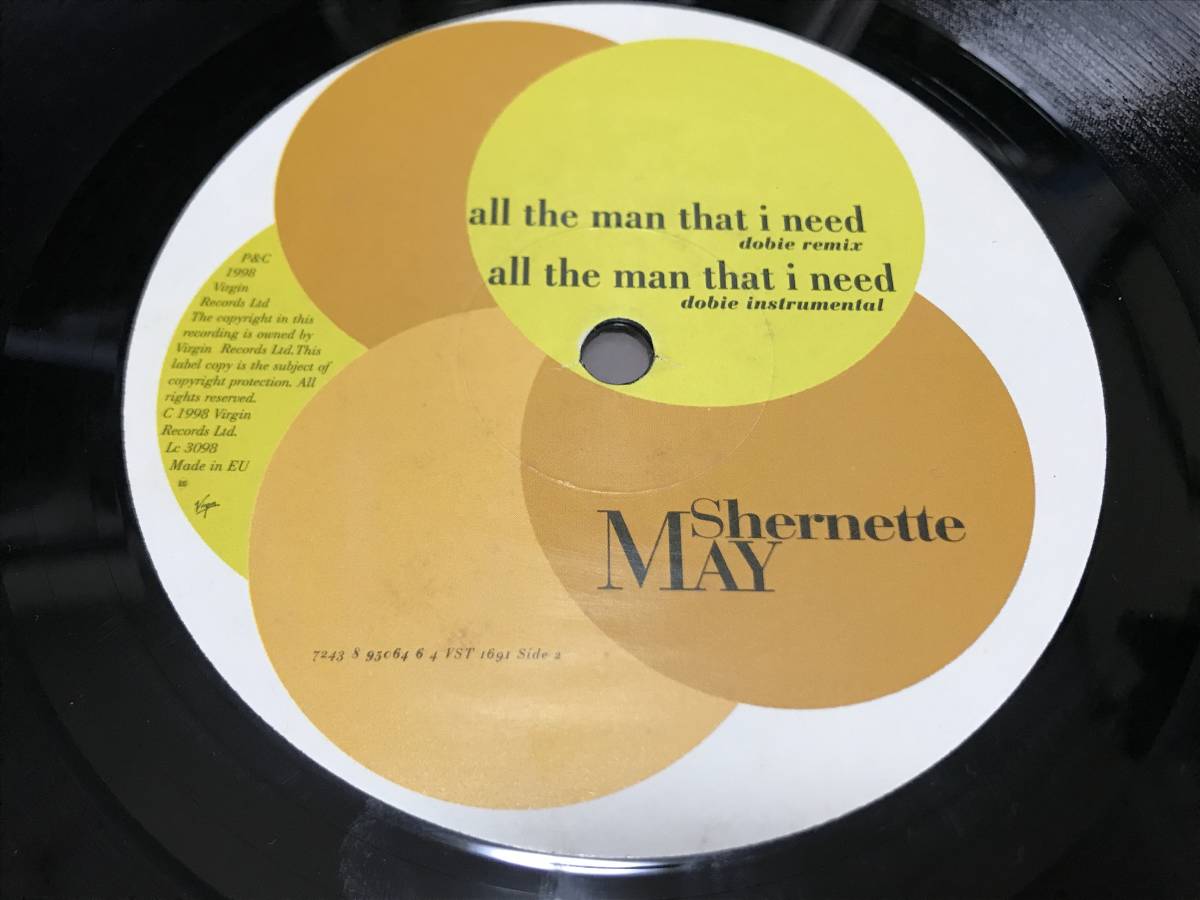 all the man that i need
dobie remix
all the man that i need
dobie instrumental
P&C
1998
Virgin
Records Ltd
The copyright in this
recording is owned by
Virgin Records Ltd. This
label copy is the subject of
copyright protection. All
rights reserved.
C 1998 Virgin
Records Ltd.
Lc 3098
Made in EU
Virgin
Shernette
MAY
7243 8 95064 6 4 VST 1691 Side 2